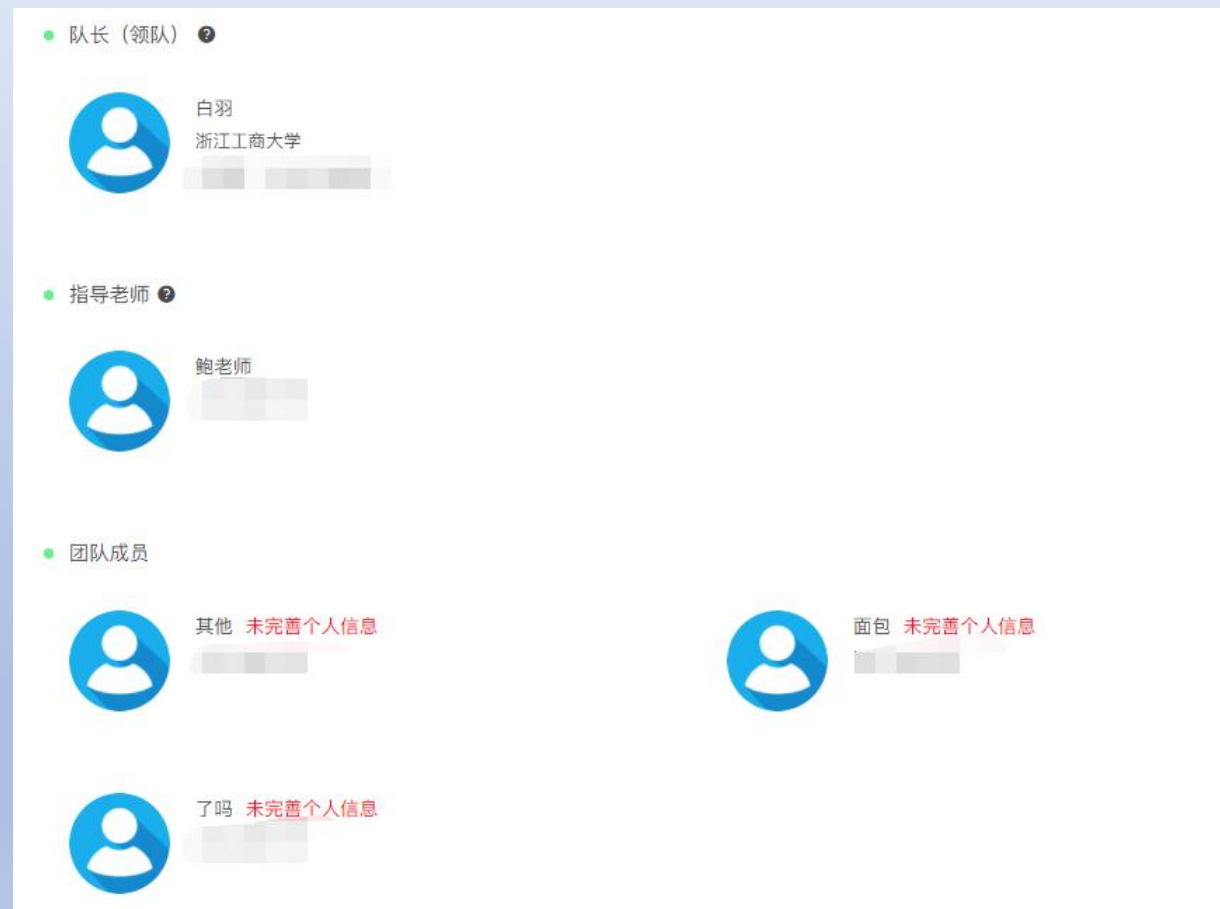 队长（领队） ?
白羽
浙江工商大学
指导老师 ?
鲍老师
团队成员
其他 未完善个人信息
面包 未完善个人信息
了吗 未完善个人信息